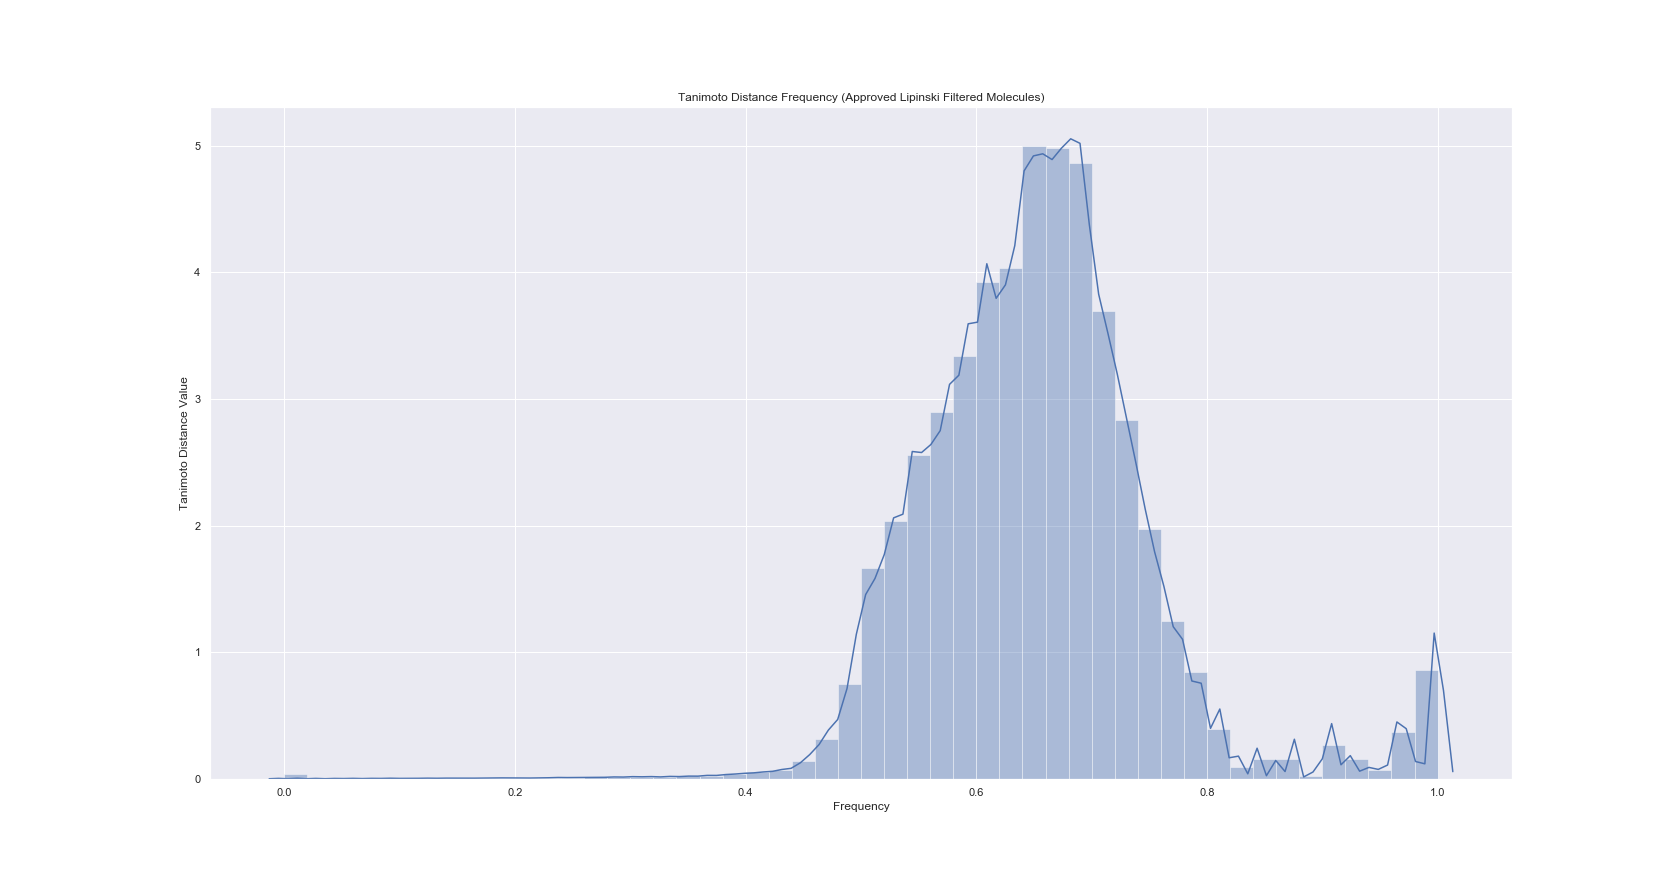 Tanimoto Distance Frequency (Approved Lipinski Filtered Molecules)
5
4
3
2
1
0
Tanimoto Distance Value
0.0 0.2 0.4 0.6 0.8 1.0
Frequency